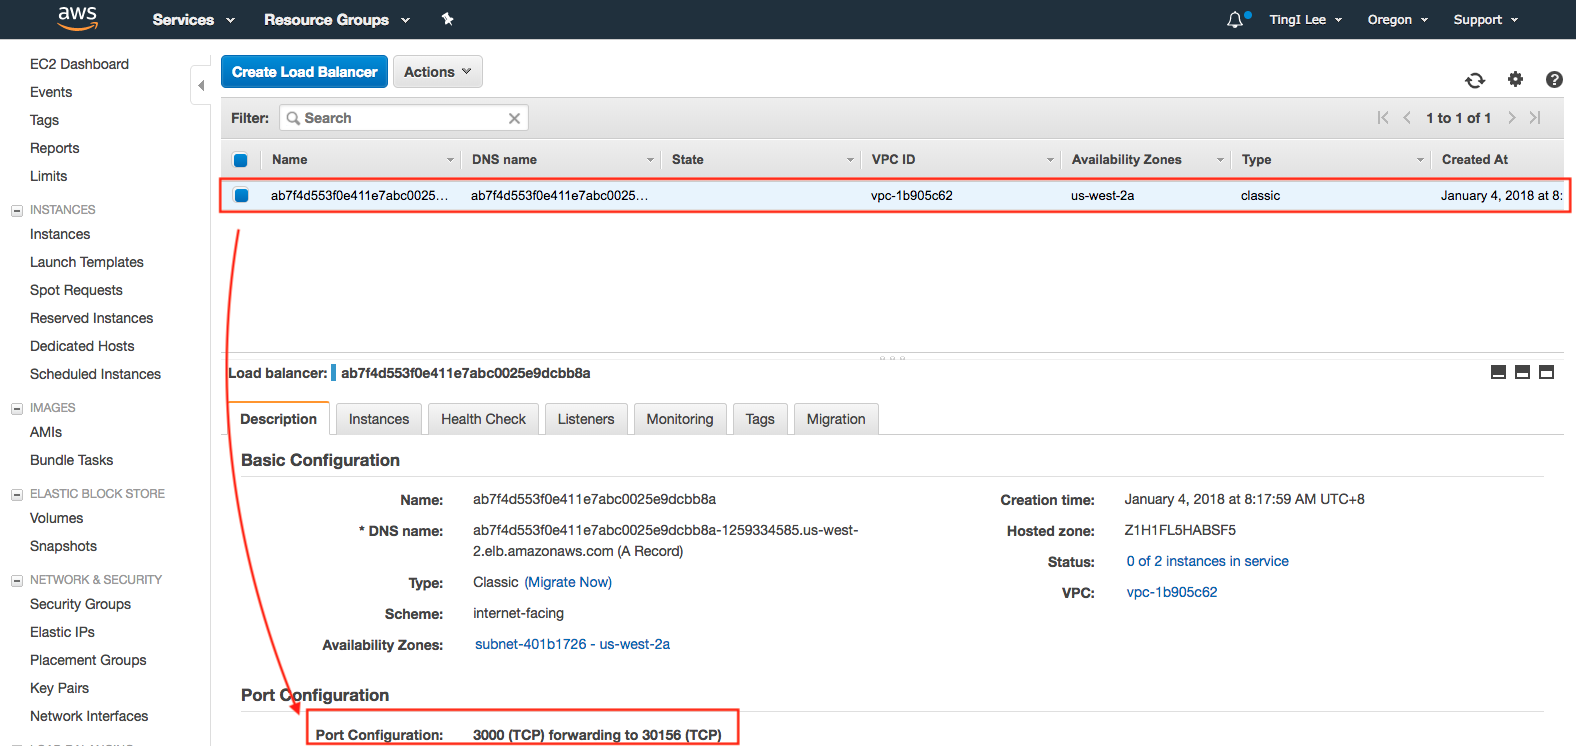 aws Services Resource Groups TingI Lee Oregon Support
EC2 Dashboard
Events
Tags
Reports
Limits
INSTANCES
Instances
Launch Templates
Spot Requests
Reserved Instances
Dedicated Hosts
Scheduled Instances
IMAGES
AMIs
Bundle Tasks
ELASTIC BLOCK STORE
Volumes
Snapshots
NETWORK & SECURITY
Security Groups
Elastic IPs
Placement Groups
Key Pairs
Network Interfaces
Create Load Balancer Actions
Filter: Search 1 to 1 of 1
Name DNS name State VPC ID Availability Zones Type Created At
ab7f4d553f0e411e7abc0025... ab7f4d553f0e411e7abc0025... vpc-1b905c62 us-west-2a classic January 4, 2018 at 8:
Load balancer: ab7f4d553f0e411e7abc0025e9dcbb8a
Description Instances Health Check Listeners Monitoring Tags Migration
Basic Configuration
Name: ab7f4d553f0e411e7abc0025e9dcbb8a
* DNS name: ab7f4d553f0e411e7abc0025e9dcbb8a-1259334585.us-west-
2.elb.amazonaws.com (A Record)
Type: Classic (Migrate Now)
Scheme: internet-facing
Availability Zones: subnet-401b1726 - us-west-2a
Creation time: January 4, 2018 at 8:17:59 AM UTC+8
Hosted zone: Z1H1FL5HABSF5
Status: 0 of 2 instances in service
VPC: vpc-1b905c62
Port Configuration
Port Configuration: 3000 (TCP) forwarding to 30156 (TCP)